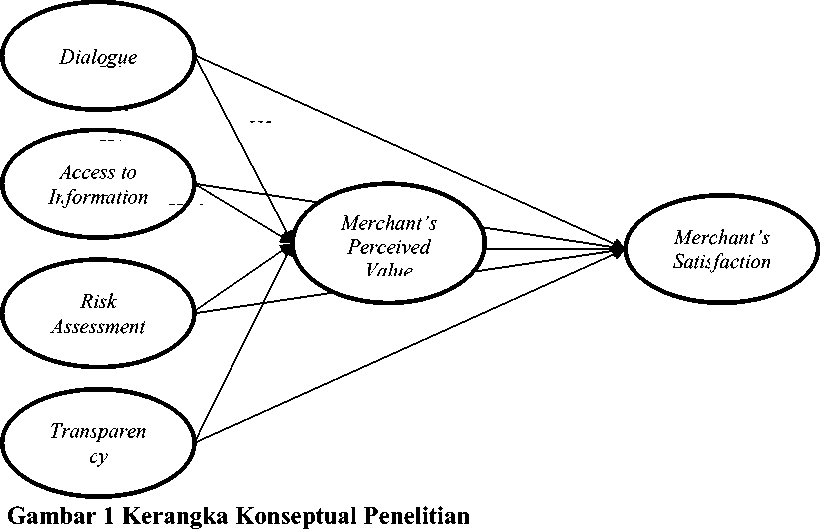 Dialogue
Access to
Information
Risk
Assessment
Transparen
cy
Merchant's
Perceived
Value
Merchant's
Satisfaction
Gambar 1 Kerangka Konseptual Penelitian